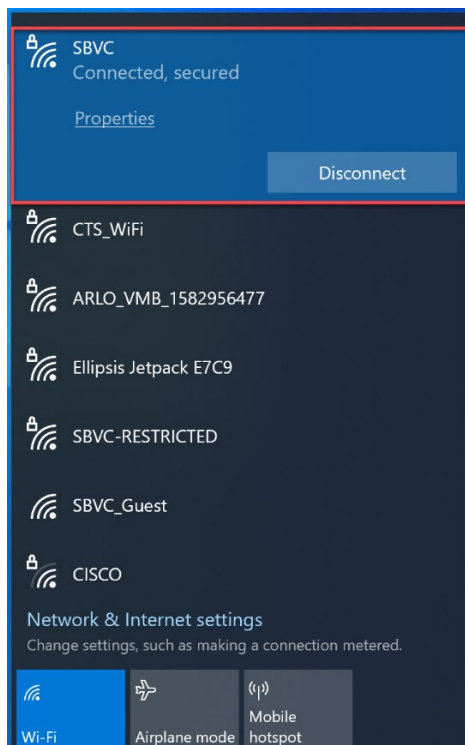 SBVC
Connected, secured
Properties
Disconnect
CTS_WiFi
ARLO_VMB_1582956477
Ellipsis Jetpack E7C9
SBVC-RESTRICTED
SBVC_Guest
CISCO
Network & Internet settings
Change settings, such as making a connection metered.
Wi-Fi
Airplane mode
Mobile
hotspot